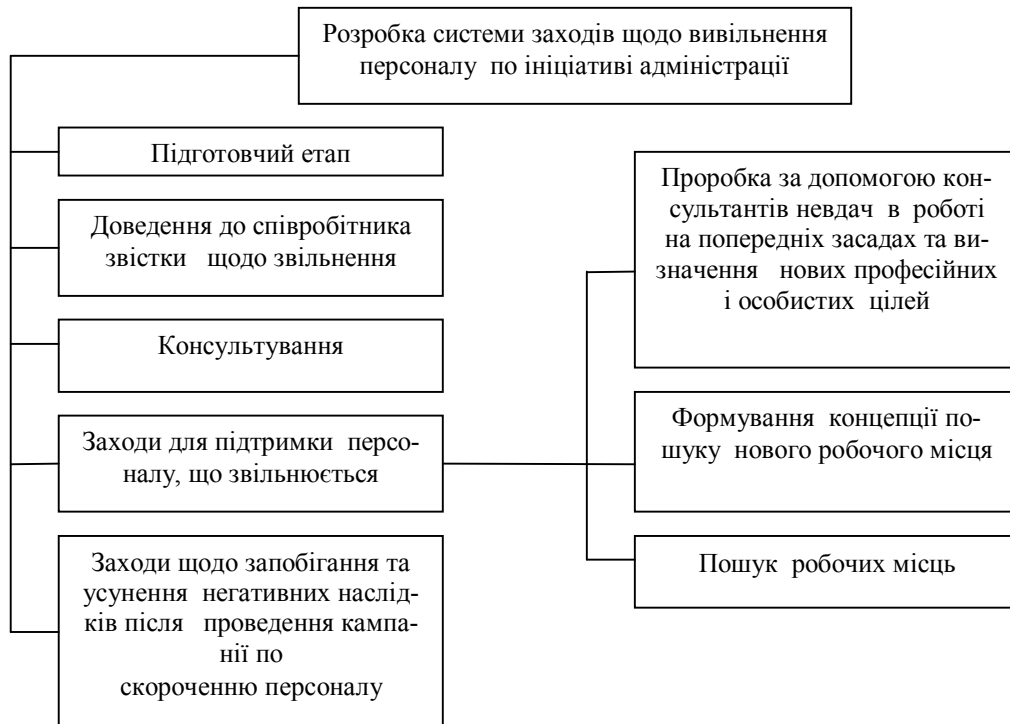 Розробка системи заходів щодо вивільнення
персоналу по ініціативі адміністрації
Підготовчий етап
Доведення до співробітника
звістки щодо звільнення
Консультування
Заходи для підтримки персо-
налу, що звільнюється
Заходи щодо запобігання та
усунення негативних наслід-
ків після проведення кампа-
нії по
скороченню персоналу
Проробка за допомогою кон-
сультантів невдач в роботі
на попередніх засадах та ви-
значення нових професійних
і особистих цілей
Формування концепції по-
шуку нового робочого місця
Пошук робочих місць